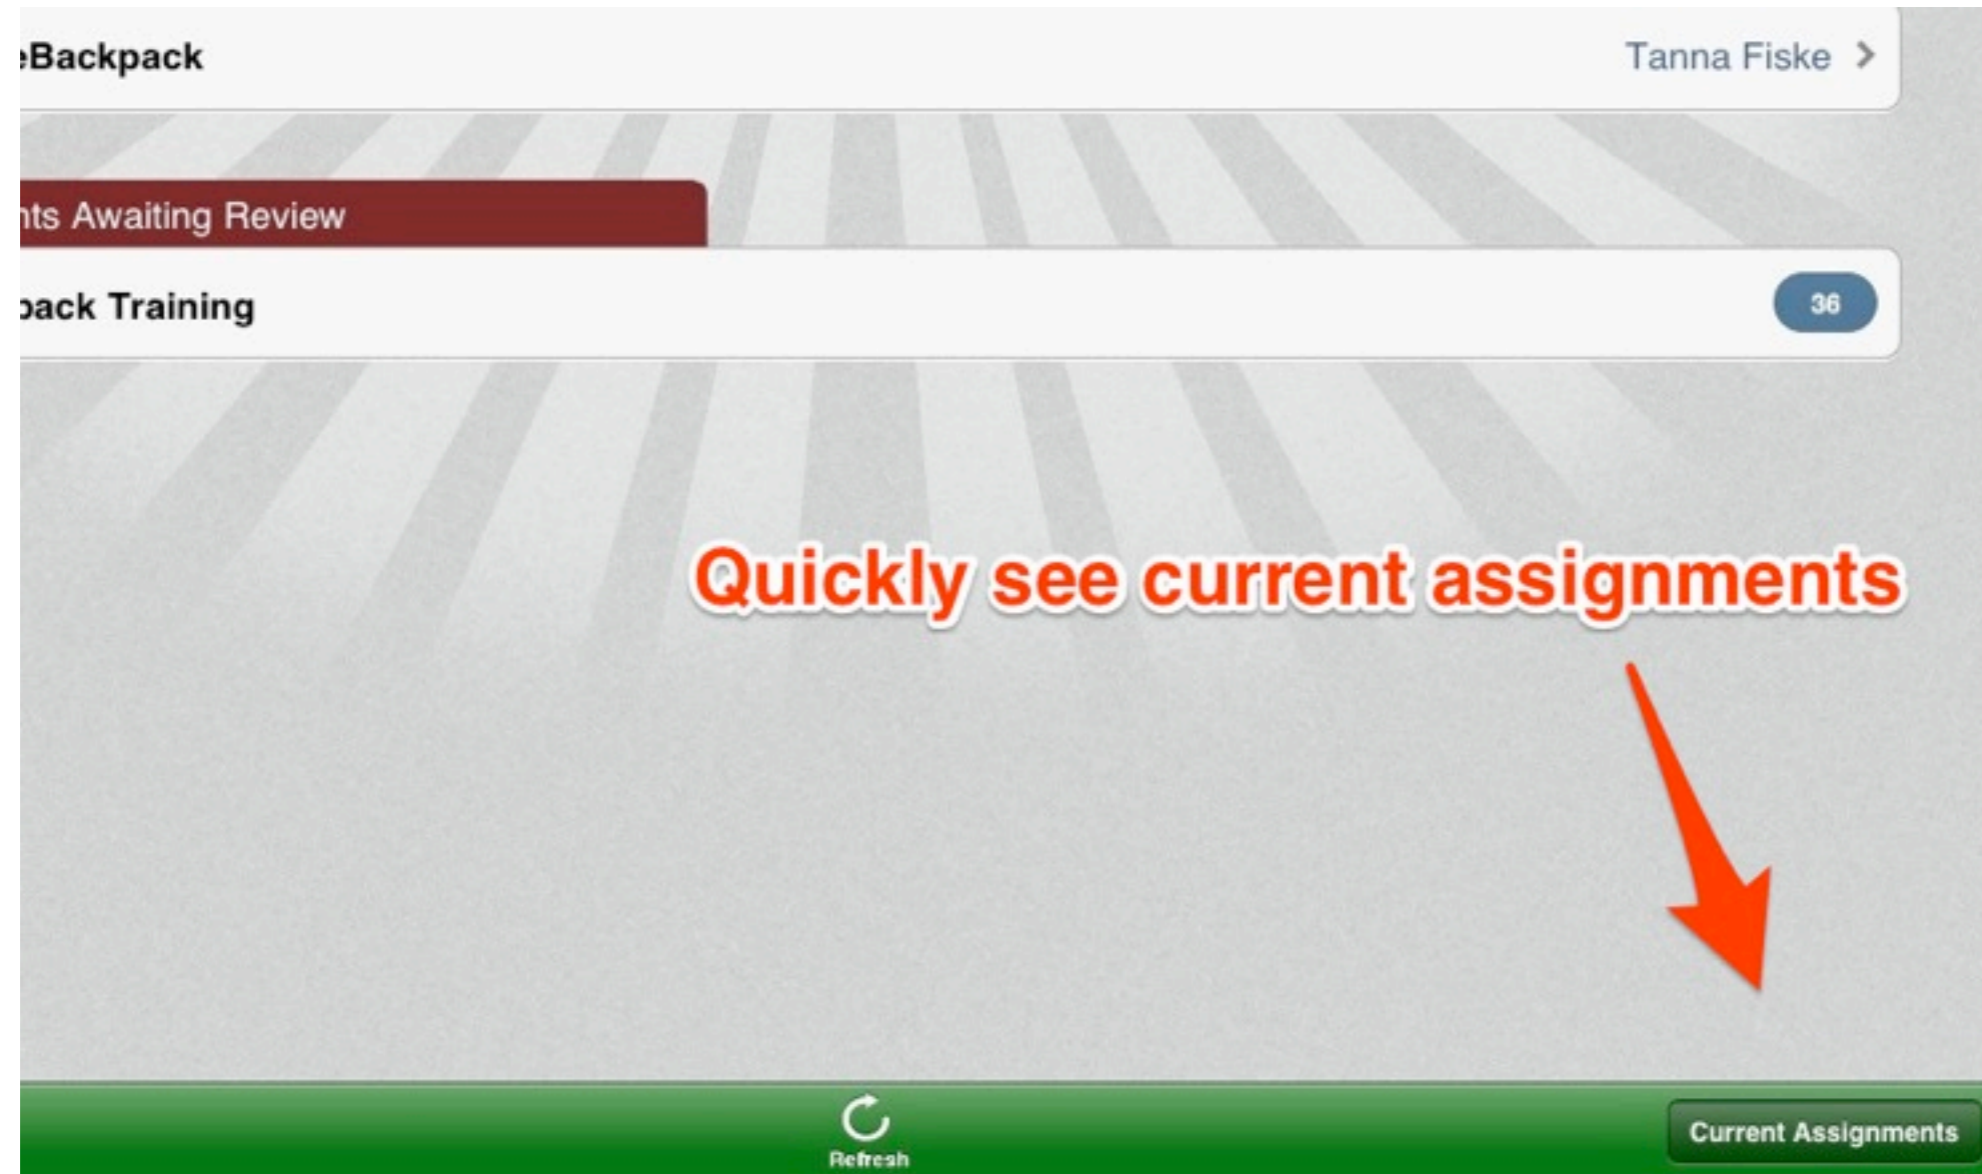 eBackpack
Tanna Fiske
nts Awaiting Review
pack Training
36
Quickly see current assignments
Refresh
Current Assignments